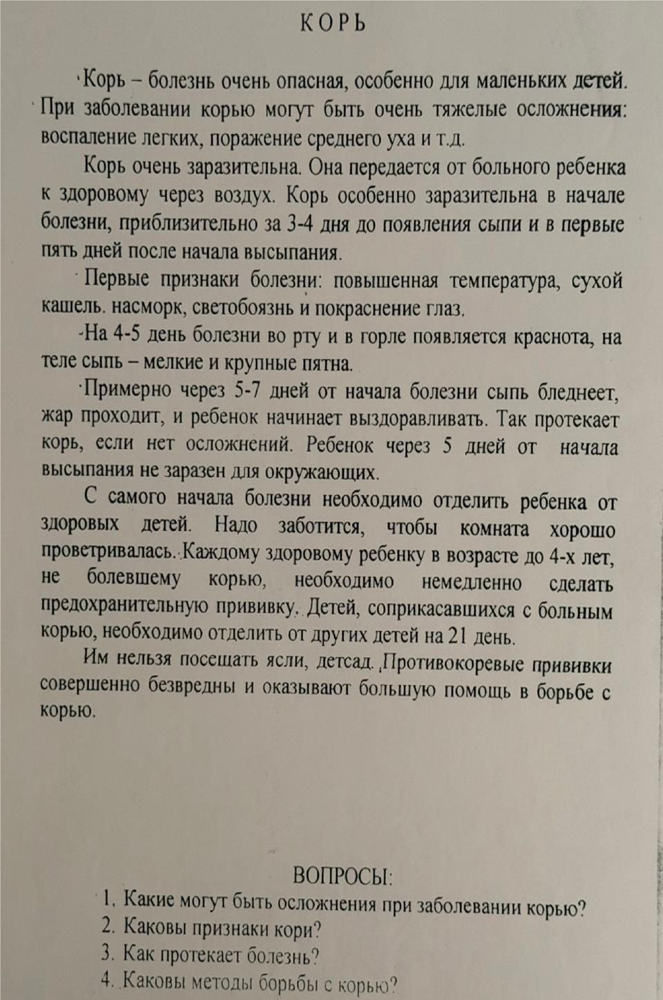 КОРЬ
Корь – болезнь очень опасная, особенно для маленьких детей.
При заболевании корью могут быть очень тяжелые осложнения:
воспаление легких, поражение среднего уха и т.д.
Корь очень заразительна. Она передается от больного ребенка
к здоровому через воздух. Корь особенно заразительна в начале
болезни, приблизительно за 3-4 дня до появления сыпи и в первые
пять дней после начала высыпания.
Первые признаки болезни: повышенная температура, сухой
кашель. насморк, светобоязнь и покраснение глаз.
-На 4-5 день болезни во рту и в горле появляется краснота, на
теле сыпь – мелкие и крупные пятна.
Примерно через 5-7 дней от начала болезни сыпь бледнеет,
жар проходит, и ребенок начинает выздоравливать. Так протекает
корь, если нет осложнений. Ребенок через 5 дней от начала
высыпания не заразен для окружающих.
С самого начала болезни необходимо отделить ребенка от
здоровых детей. Надо заботится, чтобы комната хорошо
проветривалась. Каждому здоровому ребенку в возрасте до 4-х лет,
не болевшему корью, необходимо немедленно сделать
предохранительную прививку. Детей, соприкасавшихся с больным
корью, необходимо отделить от других детей на 21 день.
Им нельзя посещать ясли, детсад. Противокоревые прививки
совершенно безвредны и оказывают большую помощь в борьбе с
корью.
ВОПРОСЫ:
1. Какие могут быть осложнения при заболевании корью?
2. Каковы признаки кори?
3. Как протекает болезнь?
4. Каковы методы борьбы с корью?